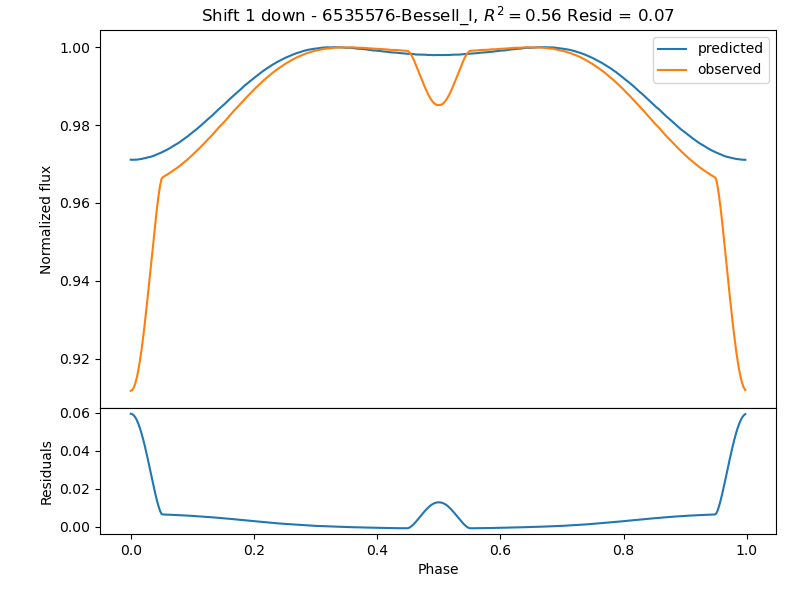 Shift 1 down - 6535576-Bessell_I, $R^2 = 0.56$ Resid = 0.07
predicted
observed
Normalized flux
1.00
0.98
0.96
0.94
0.92
Residuals
0.06
0.04
0.02
0.00
0.0 0.2 0.4 0.6 0.8 1.0
Phase